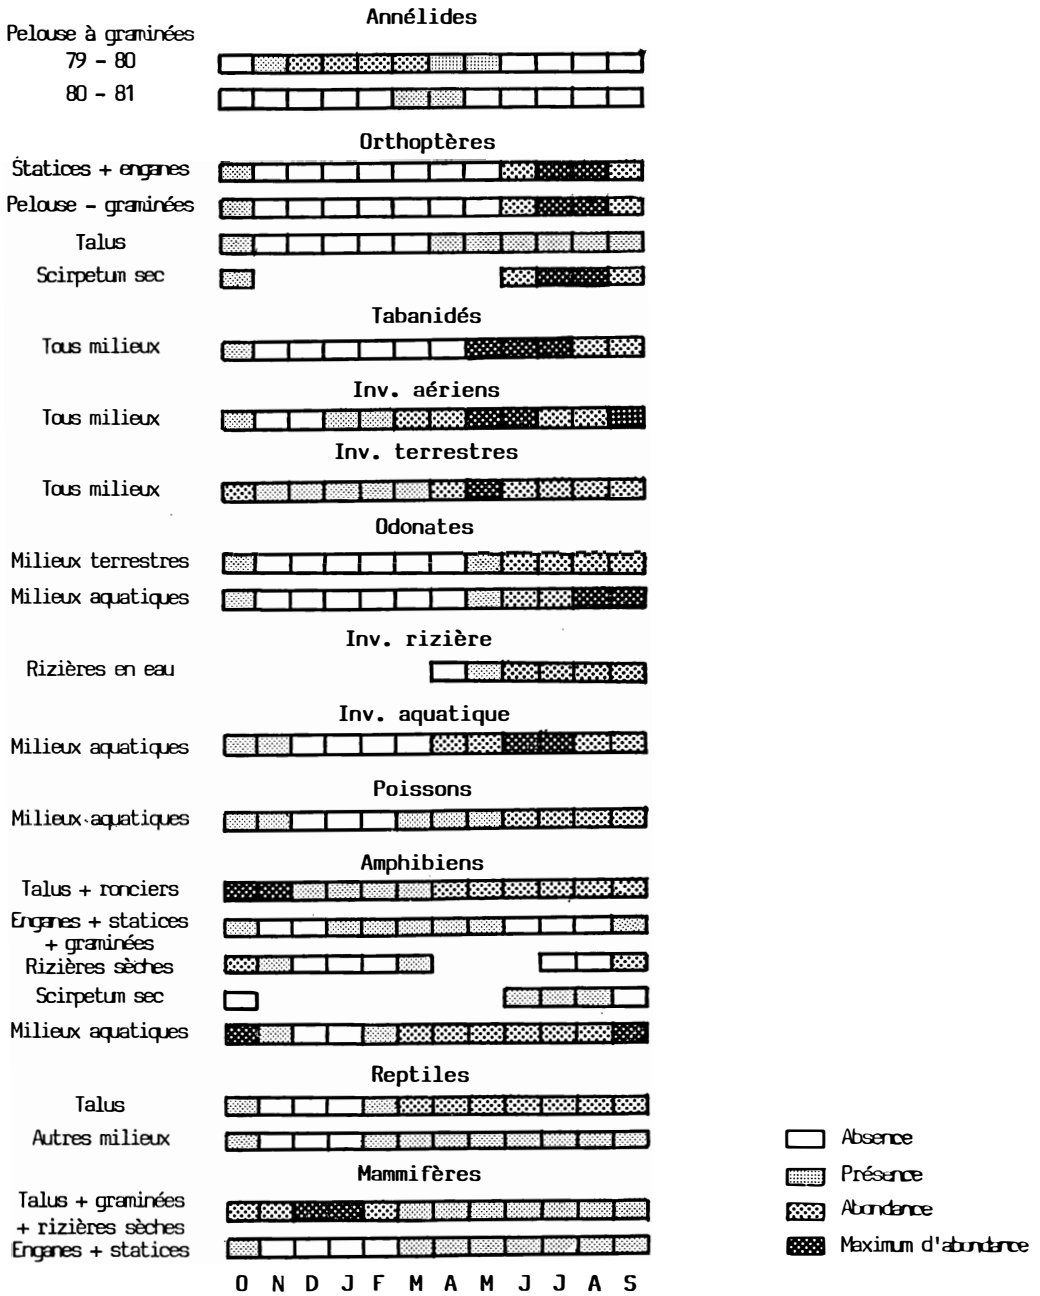 Annélides
Pelouse à graminées
79 - 80
80 - 81
Orthoptères
Statices + enganes
Pelouse - graminées
Talus
Scirpetum sec
Tabanidés
Tous milieux
Inv. aériens
Tous milieux
Inv. terrestres
Tous milieux
Odonates
Milieux terrestres
Milieux aquatiques
Inv. rizière
Rizières en eau
Inv. aquatique
Milieux aquatiques
Poissons
Milieux aquatiques
Amphibiens
Talus + ronciers
Enganes + statices
+ graminées
Rizières sèches
Scirpetum sec
Milieux aquatiques
Reptiles
Talus
Autres milieux
Mammifères
Talus + graminées
+ rizières sèches
Enganes + statices
O N D J F M A M J J A S
Absence
Présence
Abondance
Maximum d'abondance